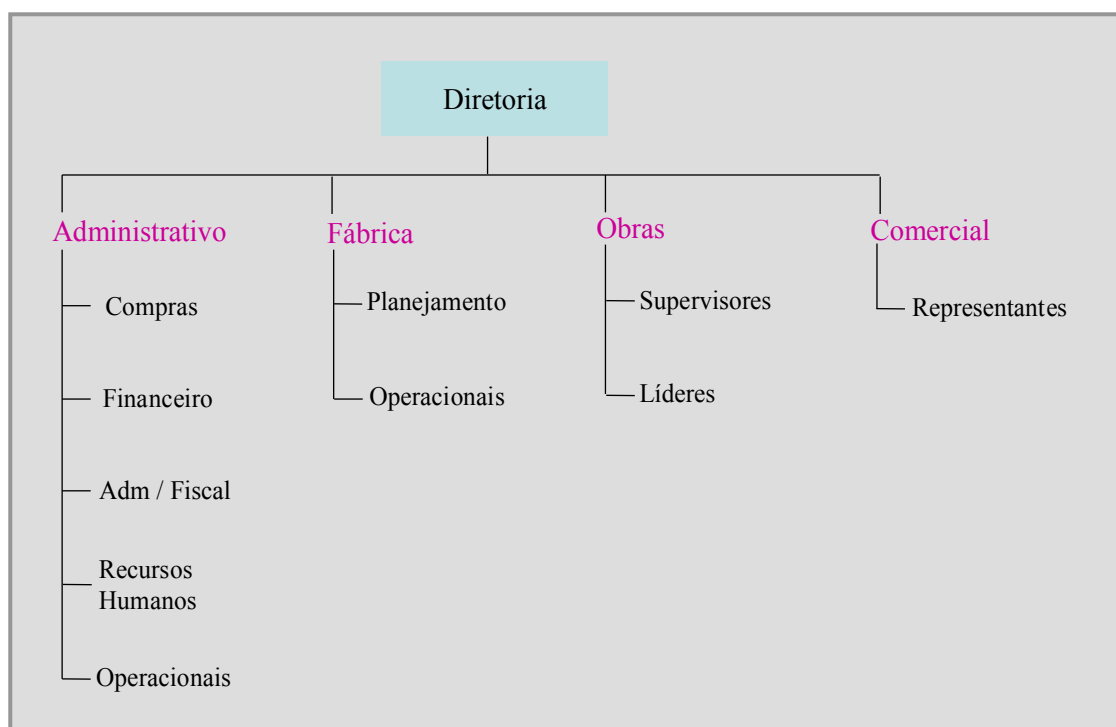 Diretoria
Administrativo
Compras
Financeiro
Adm / Fiscal
Recursos
Humanos
Operacionais
Fábrica
Planejamento
Operacionais
Obras
Supervisores
Líderes
Comercial
Representantes